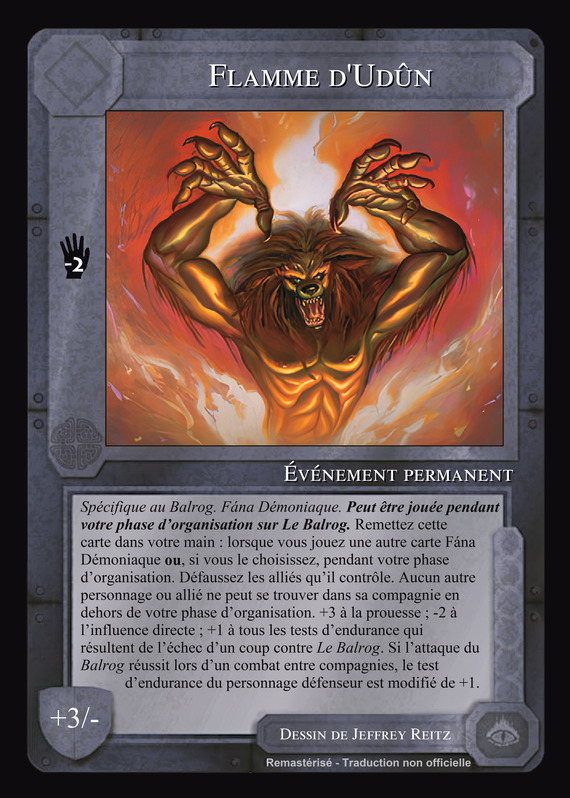 Flamme d'Udûn
-2
Événement permanent
Spécifique au Balrog. Fána Démoniaque. Peut être jouée pendant
votre phase d'organisation sur Le Balrog. Remettez cette
carte dans votre main : lorsque vous jouez une autre carte Fána
Démoniaque ou, si vous le choisissez, pendant votre phase
d'organisation. Défaussez les alliés qu'il contrôle. Aucun autre
personnage ou allié ne peut se trouver dans sa compagnie en
dehors de votre phase d'organisation. +3 à la prouesse ; -2 à
l'influence directe ; +1 à tous les tests d'endurance qui
résultent de l'échec d'un coup contre Le Balrog. Si l'attaque du
Balrog réussit lors d'un combat entre compagnies, le test
d'endurance du personnage défenseur est modifié de +1.
+3/-
Dessin de Jeffrey Reitz
Remastérisé - Traduction non officielle